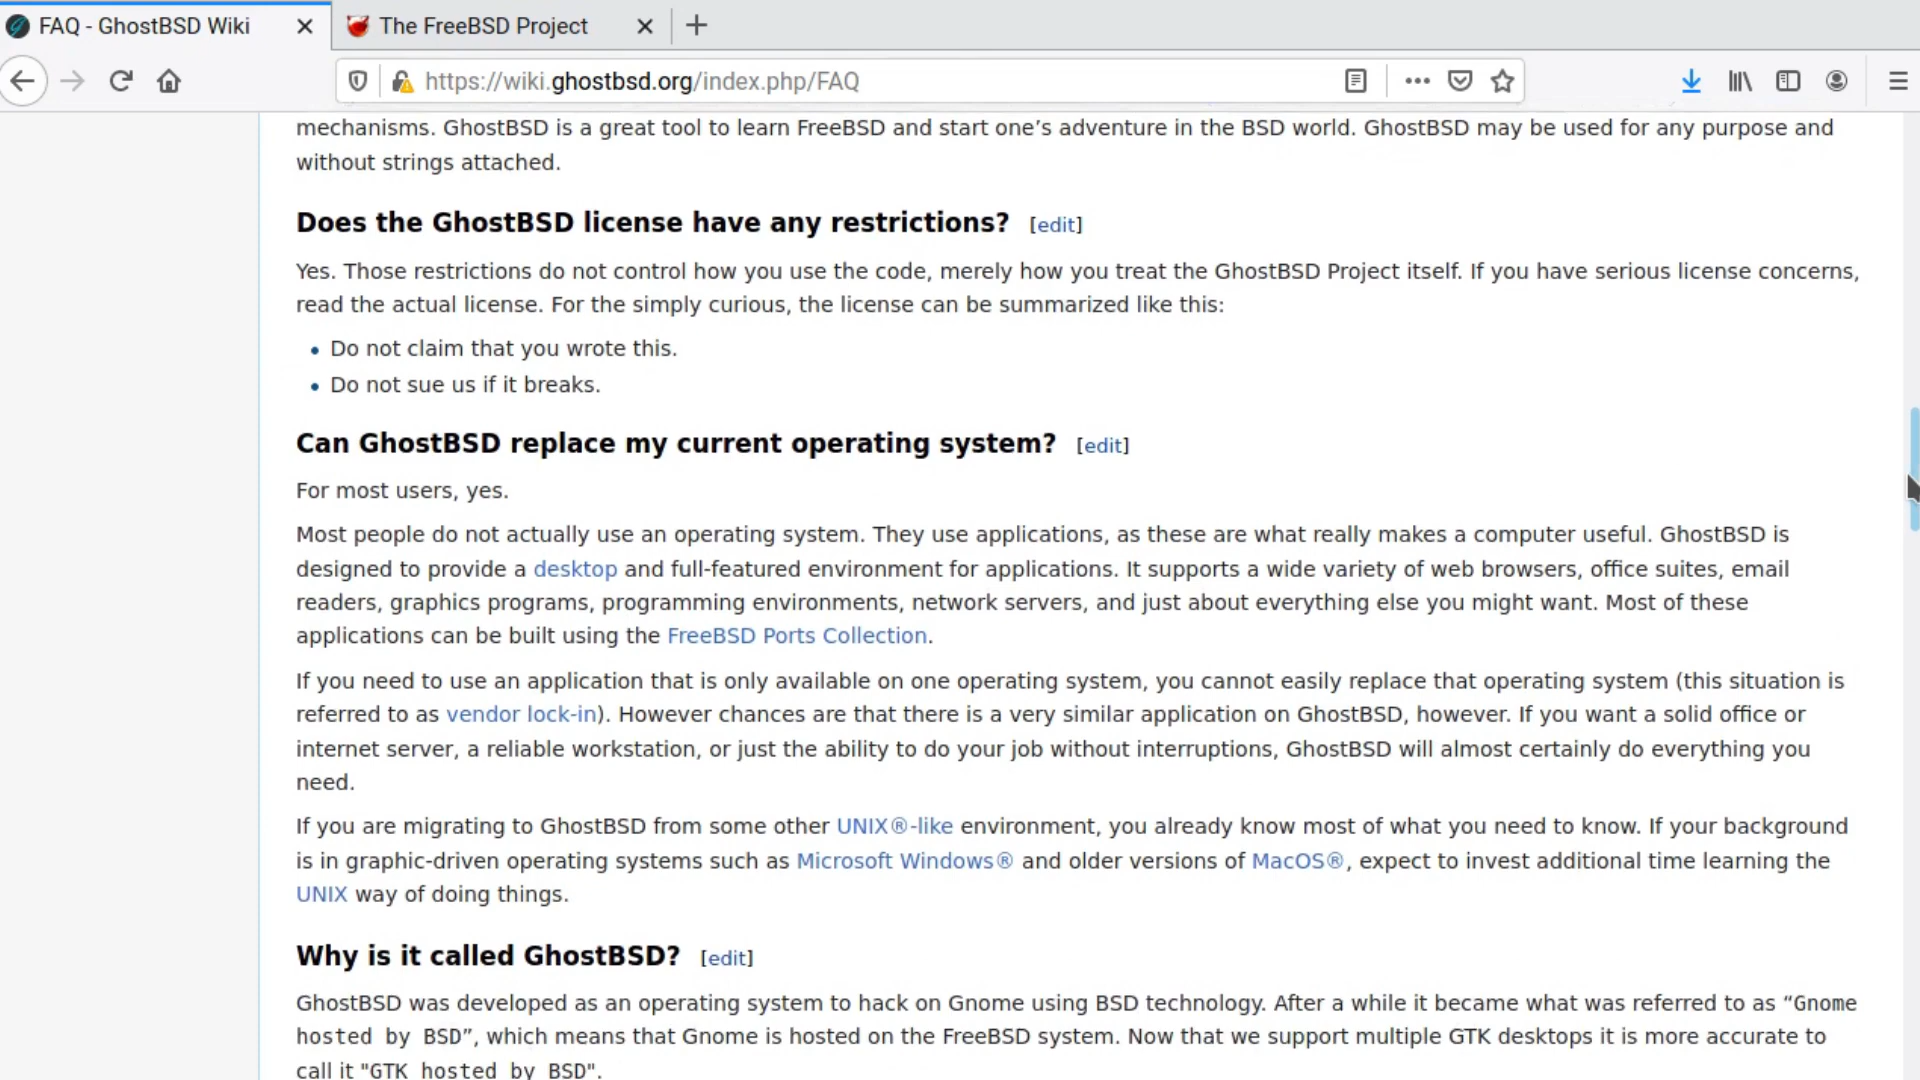 FAQ - GhostBSD Wiki
The FreeBSD Project
https://wiki.ghostbsd.org/index.php/FAQ
mechanisms. GhostBSD is a great tool to learn FreeBSD and start one’s adventure in the BSD world. GhostBSD may be used for any purpose and
without strings attached.
Does the GhostBSD license have any restrictions? [edit]
Yes. Those restrictions do not control how you use the code, merely how you treat the GhostBSD Project itself. If you have serious license concerns,
read the actual license. For the simply curious, the license can be summarized like this:
• Do not claim that you wrote this.
• Do not sue us if it breaks.
Can GhostBSD replace my current operating system? [edit]
For most users, yes.
Most people do not actually use an operating system. They use applications, as these are what really makes a computer useful. GhostBSD is
designed to provide a desktop and full-featured environment for applications. It supports a wide variety of web browsers, office suites, email
readers, graphics programs, programming environments, network servers, and just about everything else you might want. Most of these
applications can be built using the FreeBSD Ports Collection.
If you need to use an application that is only available on one operating system, you cannot easily replace that operating system (this situation is
referred to as vendor lock-in). However chances are that there is a very similar application on GhostBSD, however. If you want a solid office or
internet server, a reliable workstation, or just the ability to do your job without interruptions, GhostBSD will almost certainly do everything you
need.
If you are migrating to GhostBSD from some other UNIX®-like environment, you already know most of what you need to know. If your background
is in graphic-driven operating systems such as Microsoft Windows® and older versions of MacOS®, expect to invest additional time learning the
UNIX way of doing things.
Why is it called GhostBSD? [edit]
GhostBSD was developed as an operating system to hack on Gnome using BSD technology. After a while it became what was referred to as “Gnome
hosted by BSD”, which means that Gnome is hosted on the FreeBSD system. Now that we support multiple GTK desktops it is more accurate to
call it "GTK hosted by BSD".